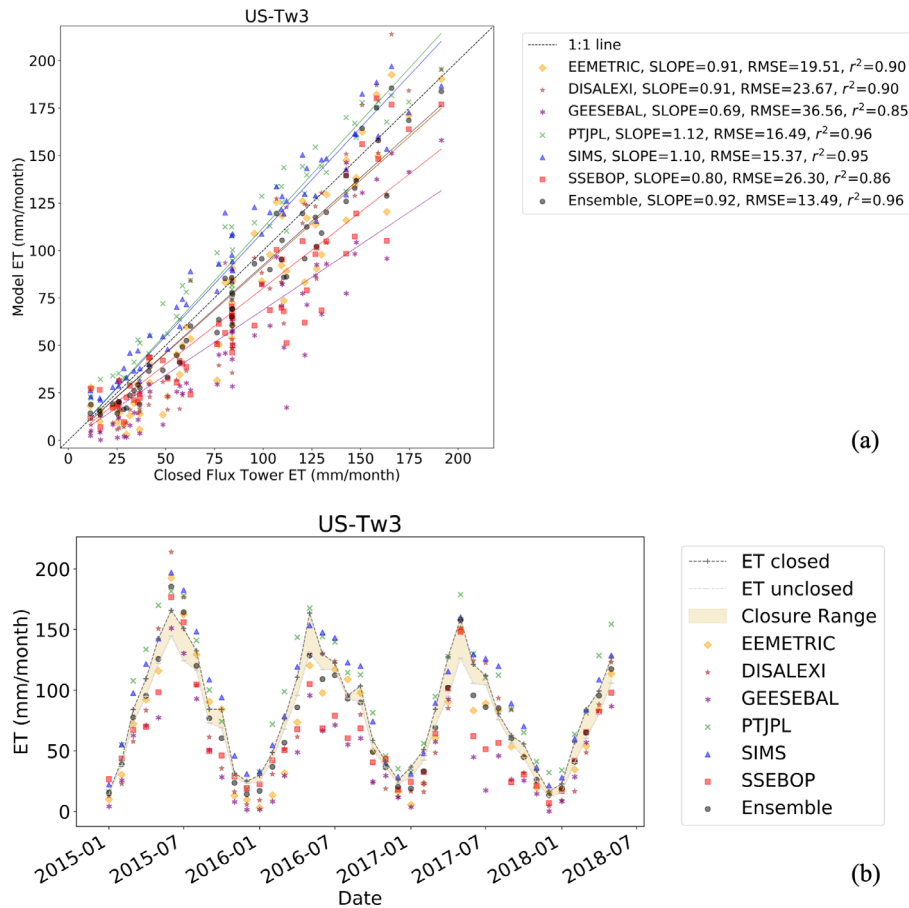 US-Tw3
200
175
150
125
100
75
50
25
0
Model ET (mm/month)
0 25 50 75 100 125 150 175 200
Closed Flux Tower ET (mm/month)
1:1 line
EEMETRIC, SLOPE=0.91, RMSE=19.51, r²=0.90
DISALEXI, SLOPE=0.91, RMSE=23.67, r²=0.90
GEESEBAL, SLOPE=0.69, RMSE=36.56, r²=0.85
PTJPL, SLOPE=1.12, RMSE=16.49, r²=0.96
SIMS, SLOPE=1.10, RMSE=15.37, r²=0.95
SSEBOP, SLOPE=0.80, RMSE=26.30, r²=0.86
Ensemble, SLOPE=0.92, RMSE=13.49, r²=0.96
(a)
US-Tw3
200
150
100
50
0
ET (mm/month)
2015-01 2015-07 2016-01 2016-07 2017-01 2017-07 2018-01 2018-07
Date
ET closed
ET unclosed
Closure Range
EEMETRIC
DISALEXI
GEESEBAL
PTJPL
SIMS
SSEBOP
Ensemble
(b)